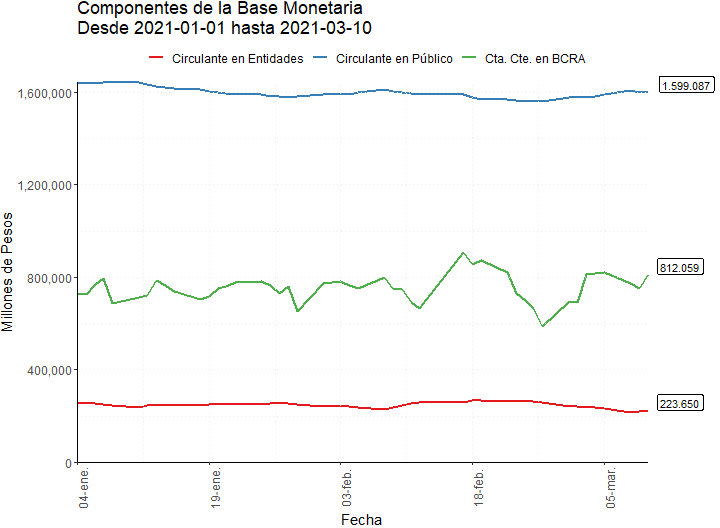 Componentes de la Base Monetaria
Desde 2021-01-01 hasta 2021-03-10
Circulante en Entidades Circulante en Público Cta. Cte. en BCRA
Millones de Pesos
1,600,000
1,200,000
800,000
400,000
0
1.599.087
812.059
223.650
04-ene.
19-ene.
03-feb.
18-feb.
05-mar.
Fecha